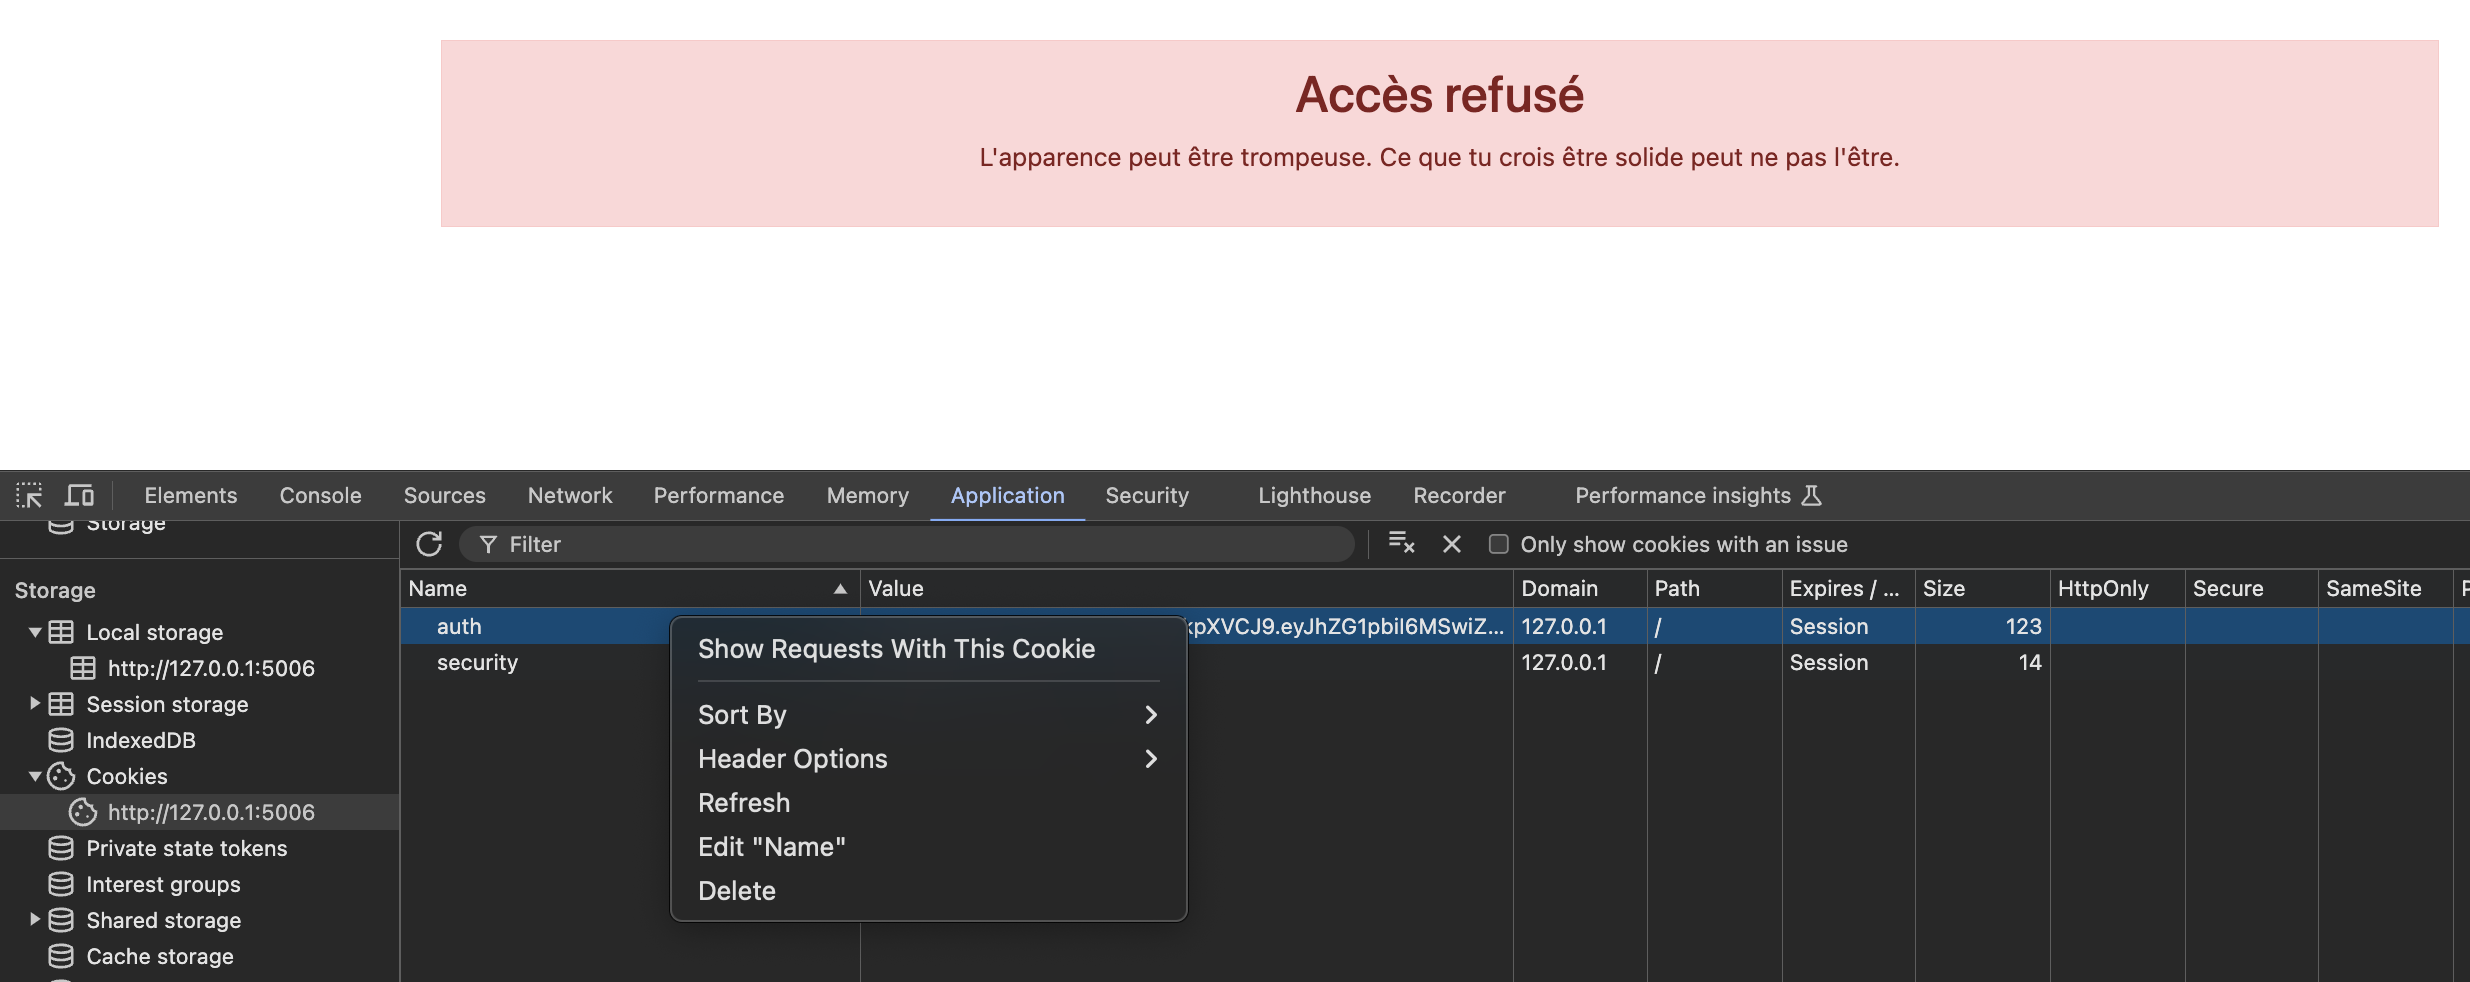 Accès refusé
L'apparence peut être trompeuse. Ce que tu crois être solide peut ne pas l'être.
Elements Console Sources Network Performance Memory Application Security Lighthouse Recorder Performance insights
Storage
Filter
Only show cookies with an issue
Storage
Local storage
http://127.0.0.1:5006
Session storage
IndexedDB
Cookies
http://127.0.0.1:5006
Private state tokens
Interest groups
Shared storage
Cache storage
Name Value Domain Path Expires / ... Size HttpOnly Secure SameSite
auth kpXVCJ9.eyJhZG1pbiI6MSwiZ... 127.0.0.1 / Session 123
security 127.0.0.1 / Session 14
Show Requests With This Cookie
Sort By
Header Options
Refresh
Edit "Name"
Delete